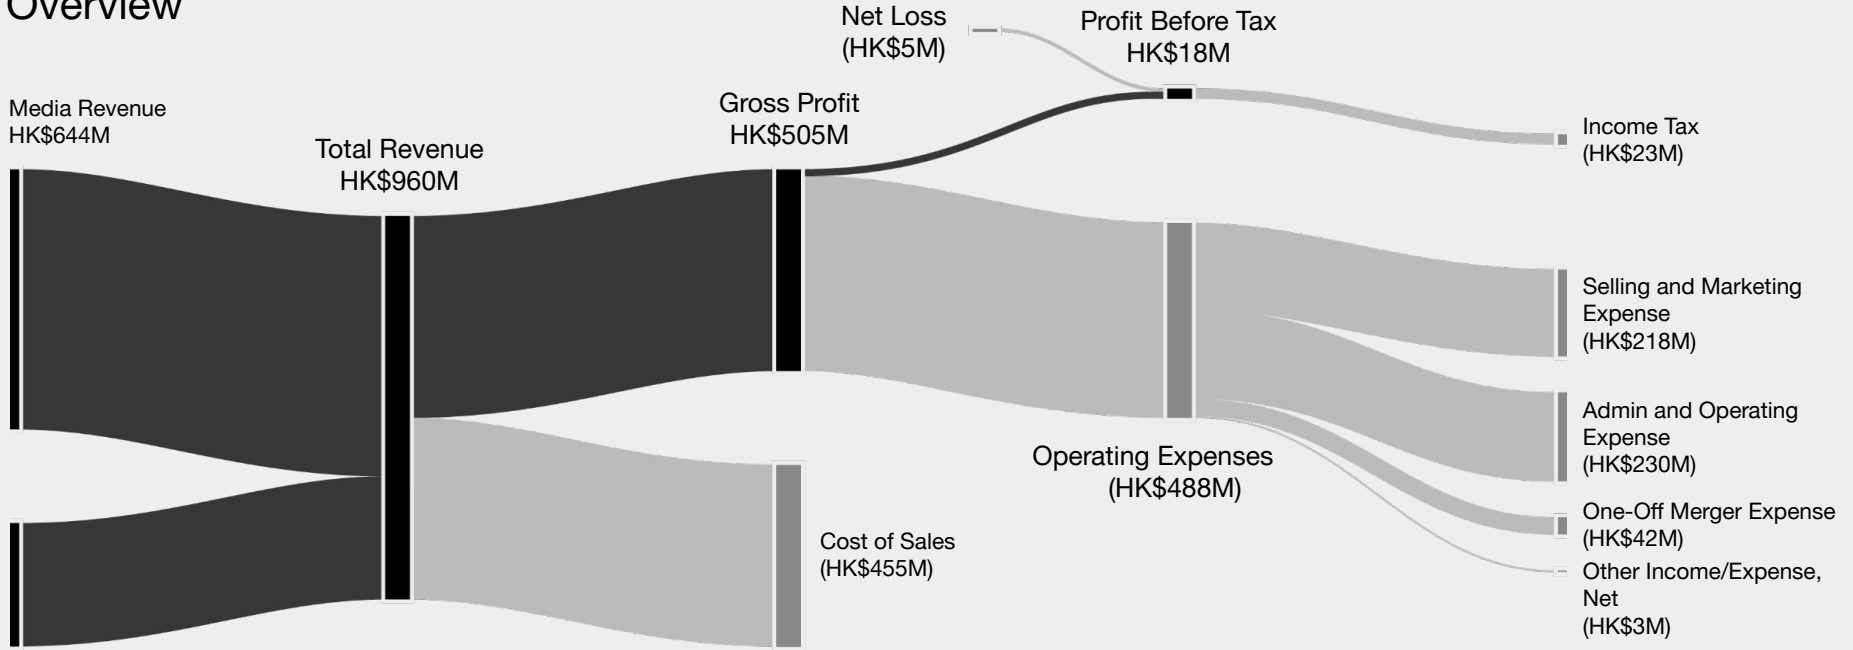 Overview
Net Loss
(HK$5M)
Profit Before Tax
HK$18M
Media Revenue
HK$644M
Gross Profit
HK$505M
Total Revenue
HK$960M
Income Tax
(HK$23M)
Selling and Marketing
Expense
(HK$218M)
Admin and Operating
Expense
(HK$230M)
Operating Expenses
(HK$488M)
One-Off Merger Expense
(HK$42M)
Cost of Sales
(HK$455M)
Other Income/Expense,
Net
(HK$3M)